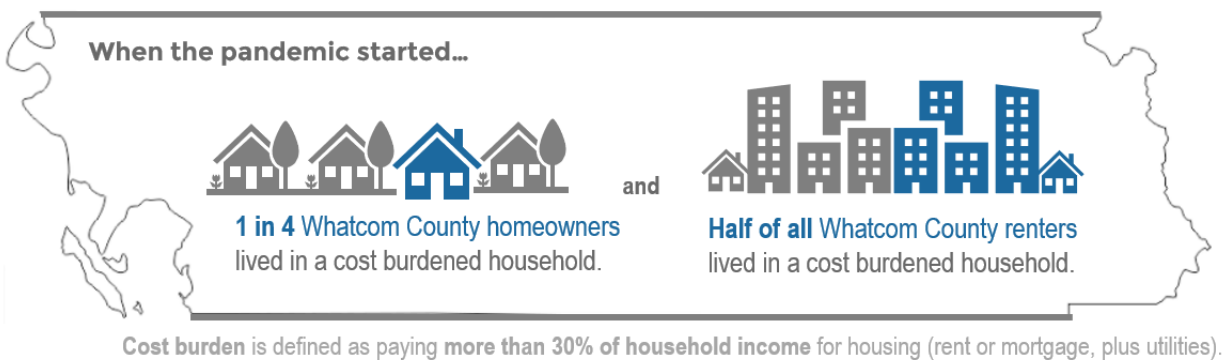 When the pandemic started...
1 in 4 Whatcom County homeowners
lived in a cost burdened household.
and
Half of all Whatcom County renters
lived in a cost burdened household.
Cost burden is defined as paying more than 30% of household income for housing (rent or mortgage, plus utilities).